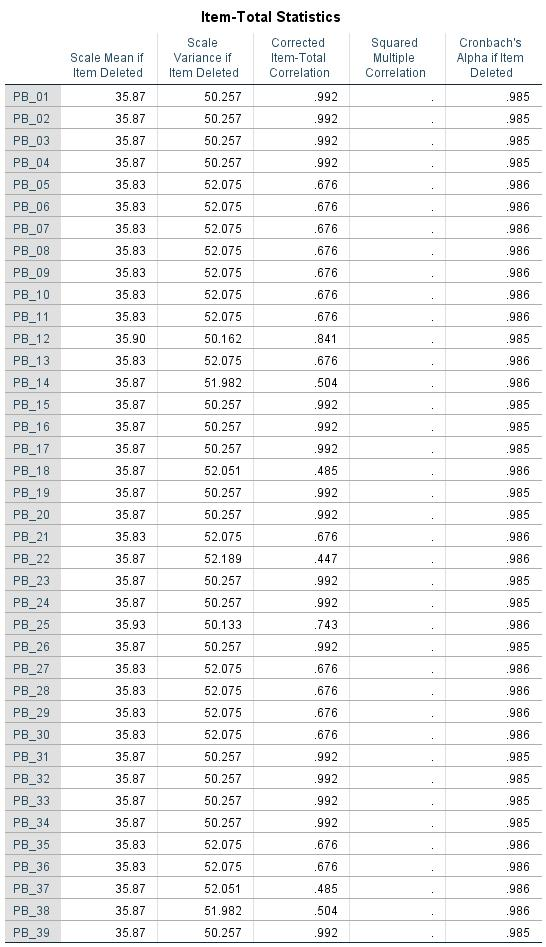 Item-Total Statistics
Scale Mean if Item Deleted Scale Variance if Item Deleted Corrected Item-Total Correlation Squared Multiple Correlation Cronbach's Alpha if Item Deleted
PB_01 35.87 50.257 .992 . .985
PB_02 35.87 50.257 .992 . .985
PB_03 35.87 50.257 .992 . .985
PB_04 35.87 50.257 .992 . .985
PB_05 35.83 52.075 .676 . .986
PB_06 35.83 52.075 .676 . .986
PB_07 35.83 52.075 .676 . .986
PB_08 35.83 52.075 .676 . .986
PB_09 35.83 52.075 .676 . .986
PB_10 35.83 52.075 .676 . .986
PB_11 35.83 52.075 .676 . .986
PB_12 35.90 50.162 .841 . .985
PB_13 35.83 52.075 .676 . .986
PB_14 35.87 51.982 .504 . .986
PB_15 35.87 50.257 .992 . .985
PB_16 35.87 50.257 .992 . .985
PB_17 35.87 50.257 .992 . .985
PB_18 35.87 52.051 .485 . .986
PB_19 35.87 50.257 .992 . .985
PB_20 35.87 50.257 .992 . .985
PB_21 35.83 52.075 .676 . .986
PB_22 35.87 52.189 .447 . .986
PB_23 35.87 50.257 .992 . .985
PB_24 35.87 50.257 .992 . .985
PB_25 35.93 50.133 .743 . .986
PB_26 35.87 50.257 .992 . .985
PB_27 35.83 52.075 .676 . .986
PB_28 35.83 52.075 .676 . .986
PB_29 35.83 52.075 .676 . .986
PB_30 35.83 52.075 .676 . .986
PB_31 35.87 50.257 .992 . .985
PB_32 35.87 50.257 .992 . .985
PB_33 35.87 50.257 .992 . .985
PB_34 35.87 50.257 .992 . .985
PB_35 35.83 52.075 .676 . .986
PB_36 35.83 52.075 .676 . .986
PB_37 35.87 52.051 .485 . .986
PB_38 35.87 51.982 .504 . .986
PB_39 35.87 50.257 .992 . .985